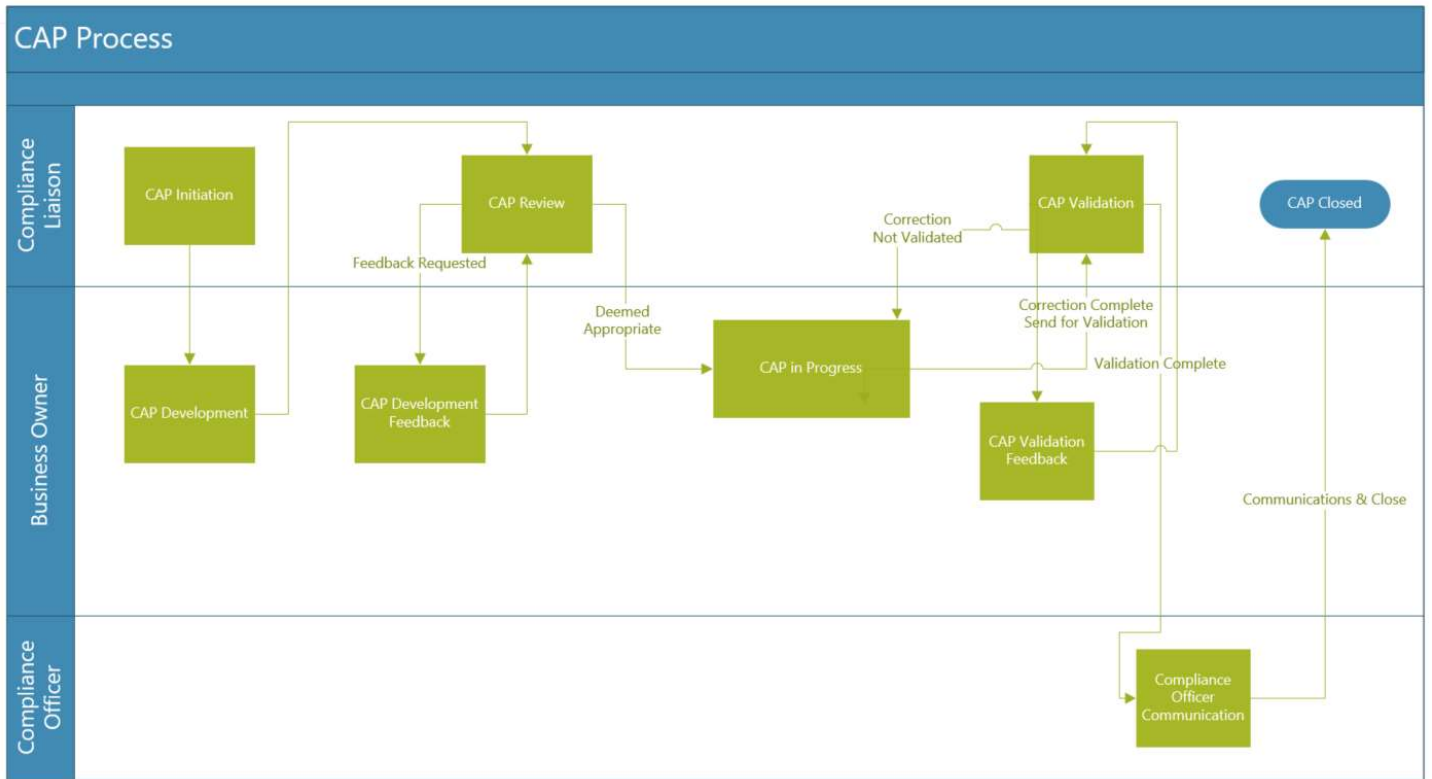 CAP Process
Compliance
Liaison
CAP Initiation
CAP Review
CAP Validation
CAP Closed
Correction
Not Validated
Feedback Requested
Business Owner
Deemed
Appropriate
Correction Complete
Send for Validation
CAP in Progress
Validation Complete
CAP Development
CAP Development
Feedback
CAP Validation
Feedback
Communications & Close
Compliance
Officer
Compliance
Officer
Communication